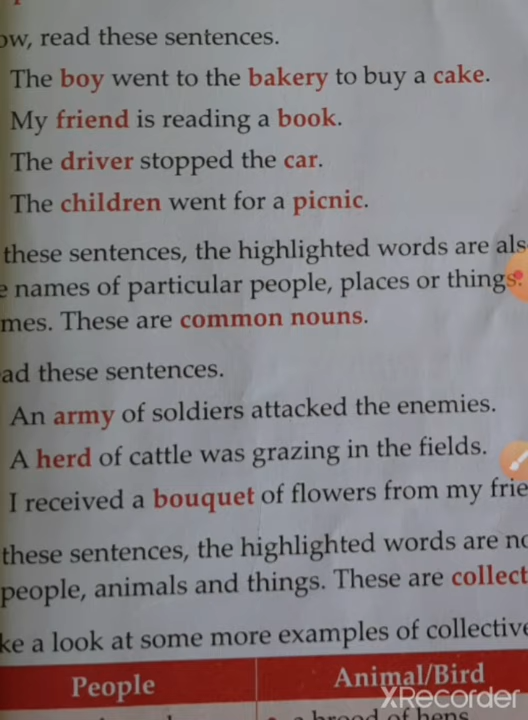 ow, read these sentences.
The boy went to the bakery to buy a cake.
My friend is reading a book.
The driver stopped the car.
The children went for a picnic.
these sentences, the highlighted words are als
e names of particular people, places or things.
mes. These are common nouns.
ad these sentences.
An army of soldiers attacked the enemies.
A herd of cattle was grazing in the fields.
I received a bouquet of flowers from my frie
these sentences, the highlighted words are no
people, animals and things. These are collect
ke a look at some more examples of collective
People Animal/Bird
XRecorder
a brood of hens